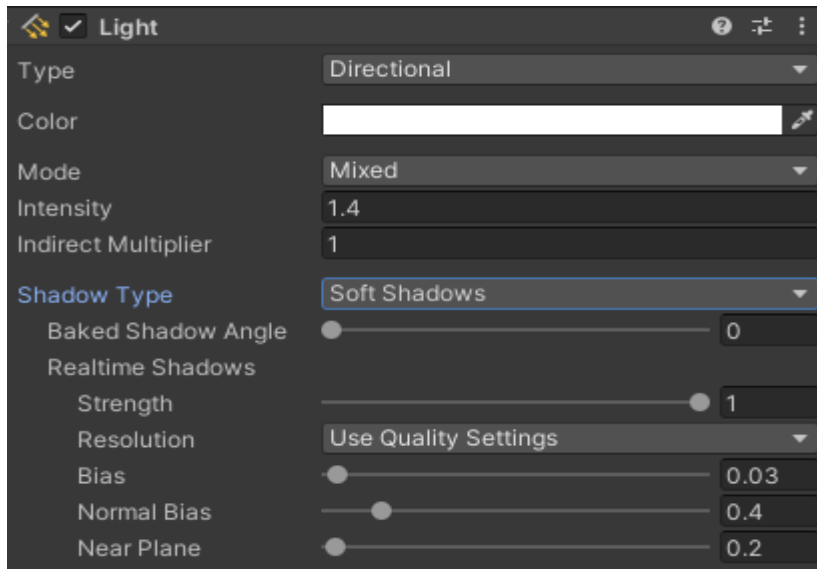 Light
Type Directional
Color
Mode Mixed
Intensity 1.4
Indirect Multiplier 1
Shadow Type Soft Shadows
Baked Shadow Angle 0
Realtime Shadows
Strength 1
Resolution Use Quality Settings
Bias 0.03
Normal Bias 0.4
Near Plane 0.2